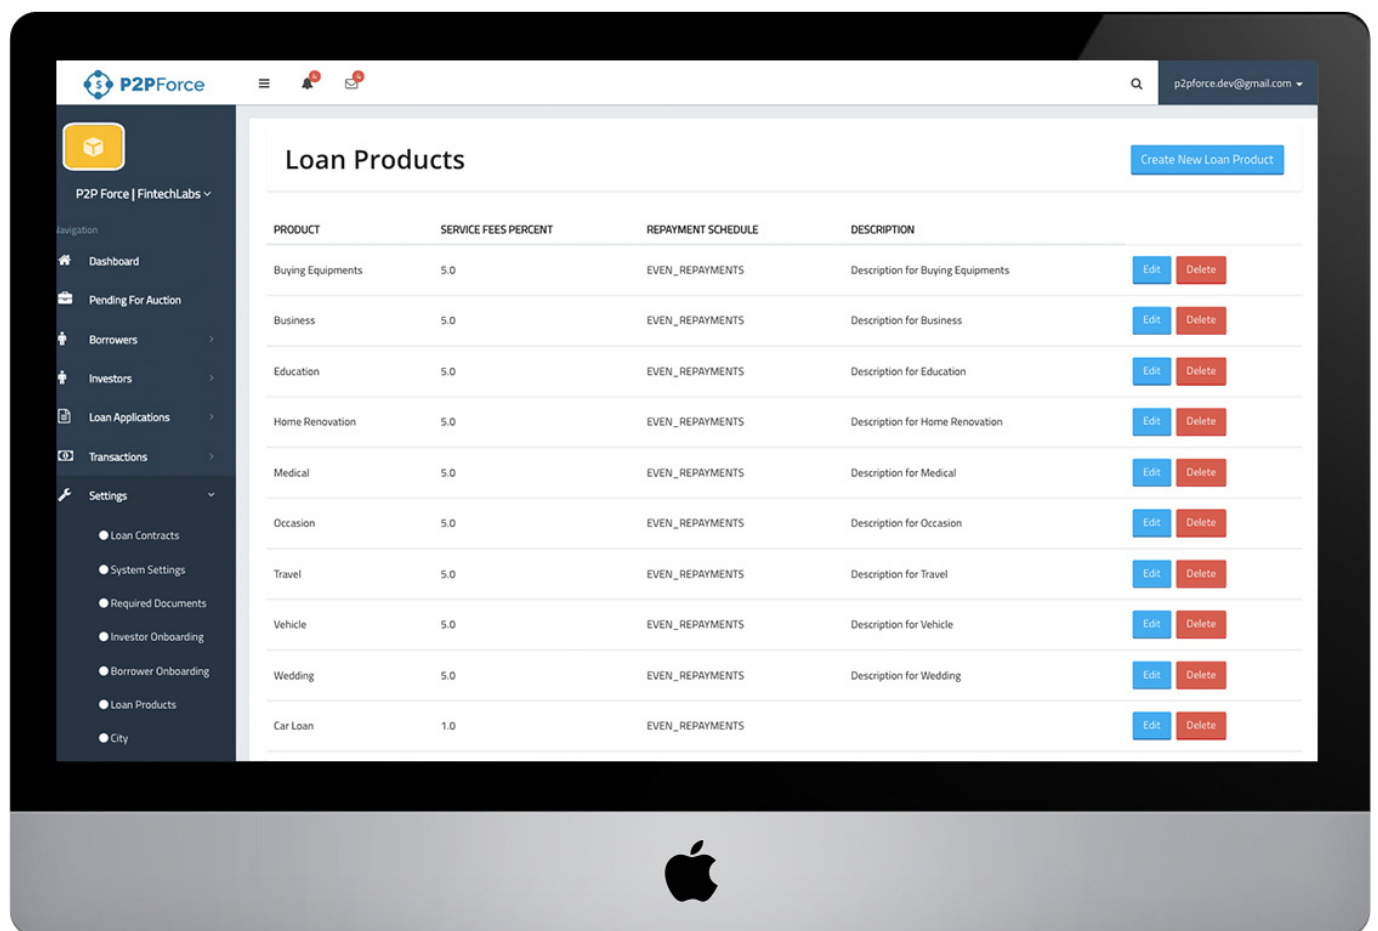 P2PForce
4
4
p2pforce.dev@gmail.com
P2P Force | FintechLabs
Navigation
Dashboard
Pending For Auction
Borrowers
Investors
Loan Applications
Transactions
Settings
Loan Contracts
System Settings
Required Documents
Investor Onboarding
Borrower Onboarding
Loan Products
City
Loan Products
Create New Loan Product
PRODUCT SERVICE FEES PERCENT REPAYMENT SCHEDULE DESCRIPTION
Buying Equipments 5.0 EVEN_REPAYMENTS Description for Buying Equipments Edit Delete
Business 5.0 EVEN_REPAYMENTS Description for Business Edit Delete
Education 5.0 EVEN_REPAYMENTS Description for Education Edit Delete
Home Renovation 5.0 EVEN_REPAYMENTS Description for Home Renovation Edit Delete
Medical 5.0 EVEN_REPAYMENTS Description for Medical Edit Delete
Occasion 5.0 EVEN_REPAYMENTS Description for Occasion Edit Delete
Travel 5.0 EVEN_REPAYMENTS Description for Travel Edit Delete
Vehicle 5.0 EVEN_REPAYMENTS Description for Vehicle Edit Delete
Wedding 5.0 EVEN_REPAYMENTS Description for Wedding Edit Delete
Car Loan 1.0 EVEN_REPAYMENTS Edit Delete